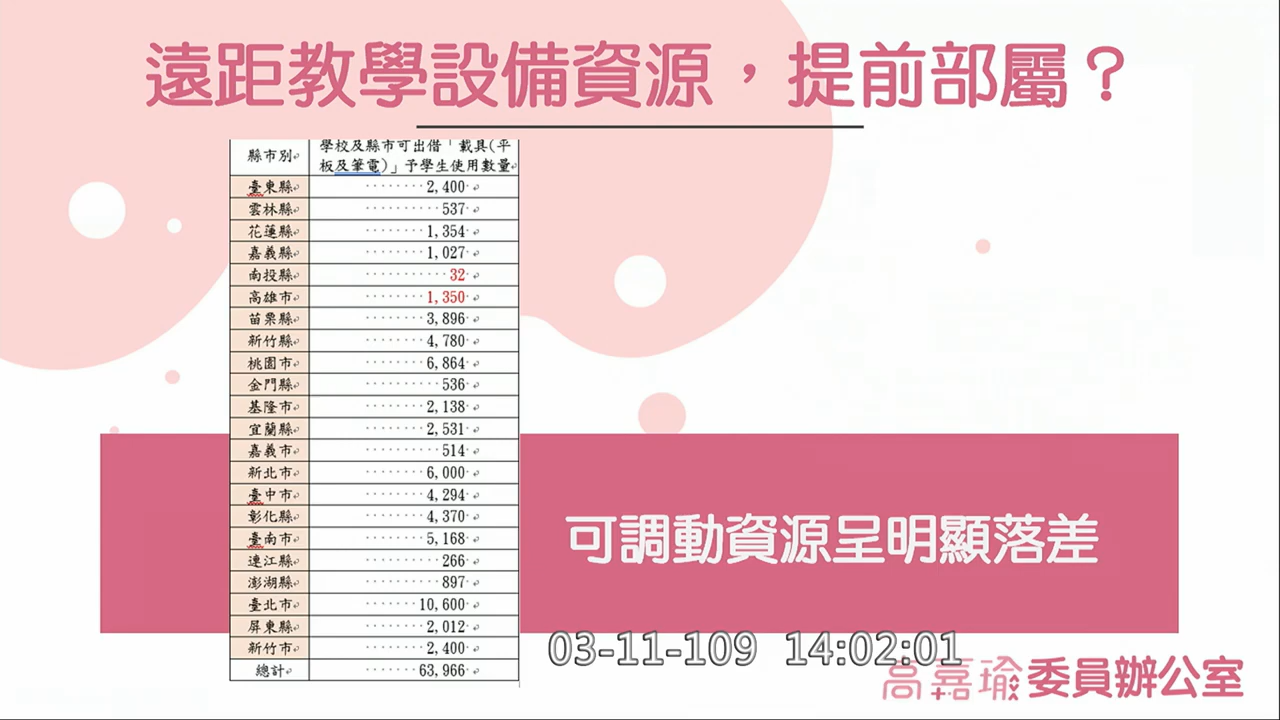 遠距教學設備資源，提前部屬？
縣市別 學校及縣市可出借「載具(平板及筆電)」予學生使用數量
臺東縣 2,400
雲林縣 537
花蓮縣 1,354
嘉義縣 1,027
南投縣 32
高雄市 1,350
苗栗縣 3,896
新竹縣 4,780
桃園市 6,864
金門縣 536
基隆市 2,138
宜蘭縣 2,531
嘉義市 514
新北市 6,000
臺中市 4,294
彰化縣 4,370
臺南市 5,168
連江縣 266
澎湖縣 897
臺北市 10,600
屏東縣 2,012
新竹市 2,400
總計 63,966
可調動資源呈明顯落差
03-11-109 14:02:01
高嘉瑜委員辦公室